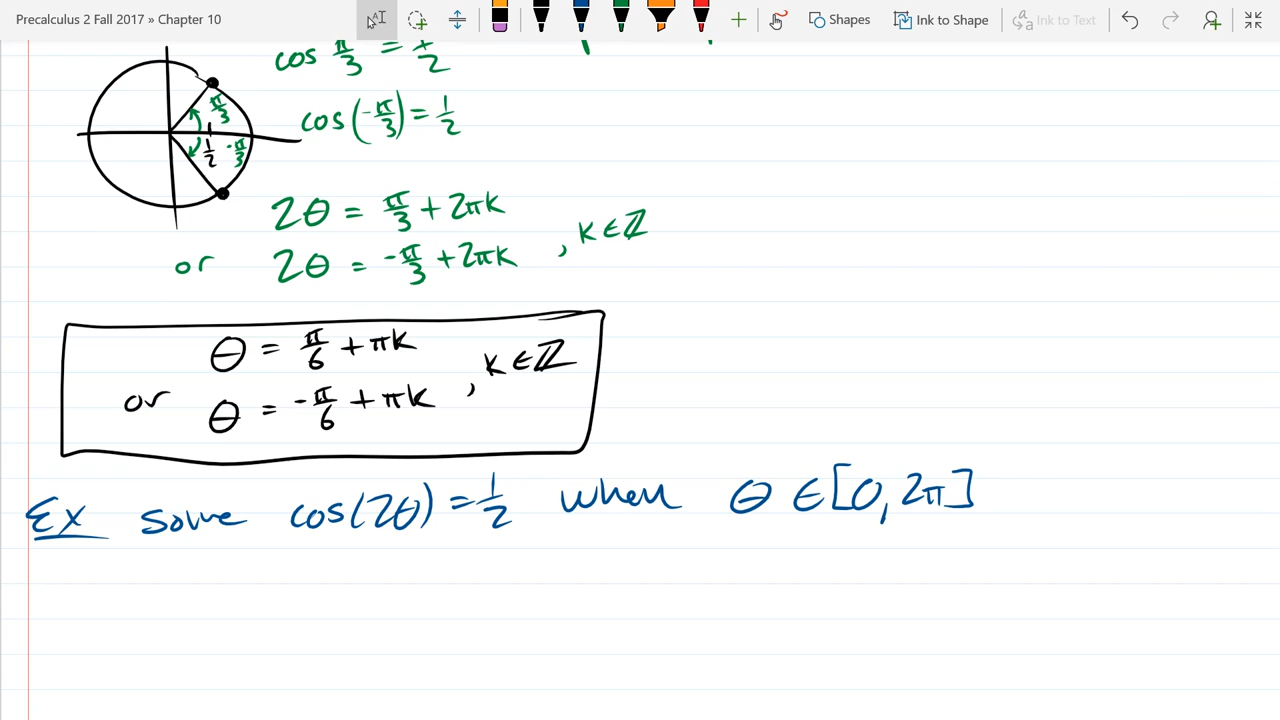 Precalculus 2 Fall 2017 » Chapter 10
Shapes
Ink to Shape
Ink to Text
cos π/3 = 1/2
π/3
cos(-π/3) = 1/2
1/2
-π/3
2θ = π/3 + 2πk
or 2θ = -π/3 + 2πk , k∈ℤ
θ = π/6 + πk
or θ = -π/6 + πk , k∈ℤ
Ex solve cos(2θ) = 1/2 when θ ∈ [0, 2π]